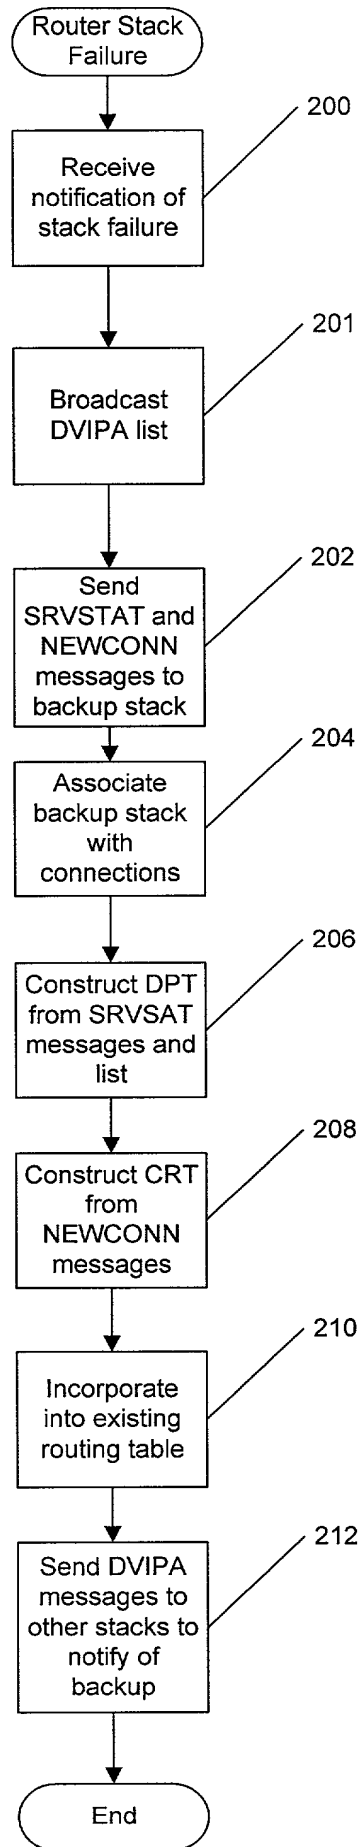 Router Stack
Failure
200
Receive
notification of
stack failure
201
Broadcast
DVIPA list
202
Send
SRVSTAT and
NEWCONN
messages to
backup stack
204
Associate
backup stack
with
connections
206
Construct DPT
from SRVSAT
messages and
list
208
Construct CRT
from
NEWCONN
messages
210
Incorporate
into existing
routing table
212
Send DVIPA
messages to
other stacks to
notify of
backup
End